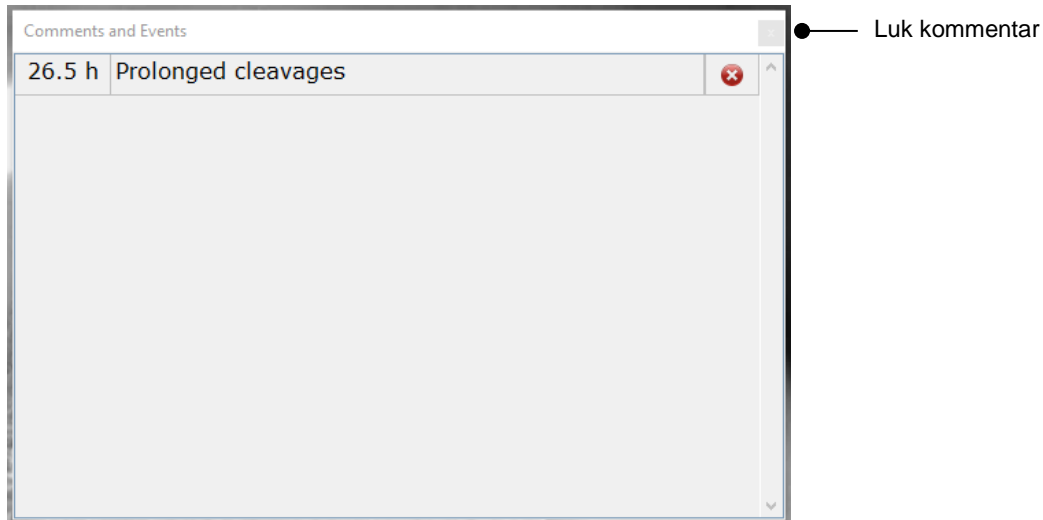 Comments and Events
x
Luk kommentar
26.5 h Prolonged cleavages